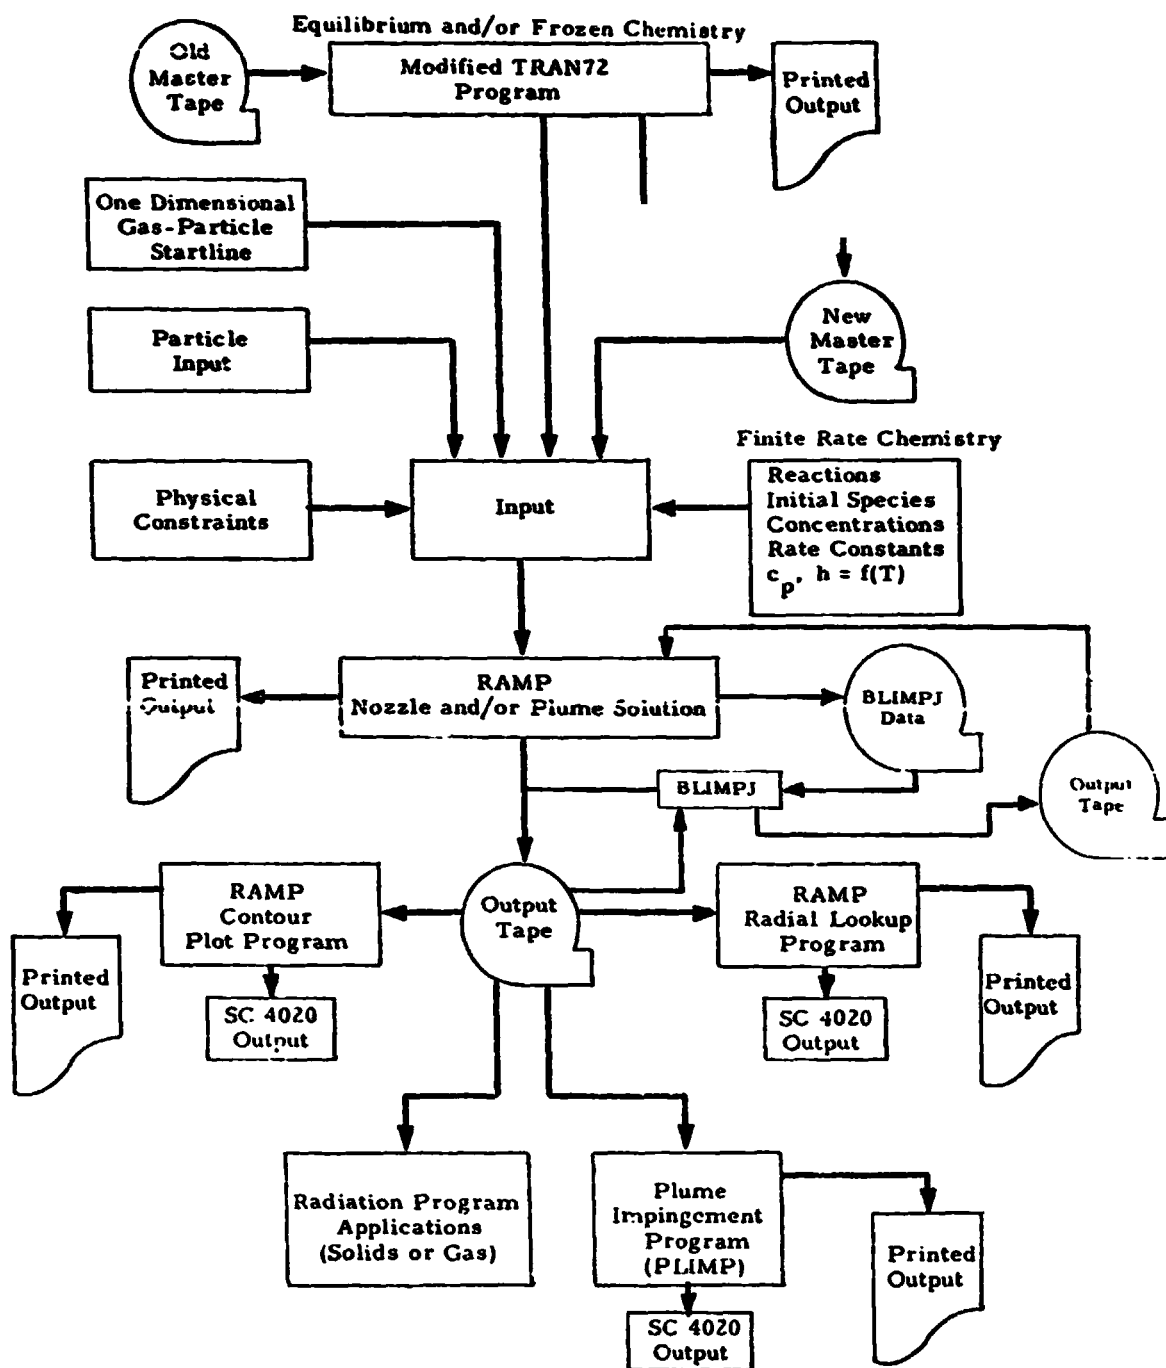 Equilibrium and/or Frozen Chemistry
Old
Master
Tape
Modified TRAN72
Program
Printed
Output
One Dimensional
Gas-Particle
Startline
Particle
Input
New
Master
Tape
Finite Rate Chemistry
Physical
Constraints
Input
Reactions
Initial Species
Concentrations
Rate Constants
cp, h = f(T)
Printed
Output
RAMP
Nozzle and/or Plume Solution
BLIMPJ
Data
BLIMPJ
Output
Tape
RAMP
Contour
Plot Program
Output
Tape
RAMP
Radial Lookup
Program
Printed
Output
SC 4020
Output
SC 4020
Output
Printed
Output
Radiation Program
Applications
(Solids or Gas)
Plume
Impingement
Program
(PLIMP)
Printed
Output
SC 4020
Output